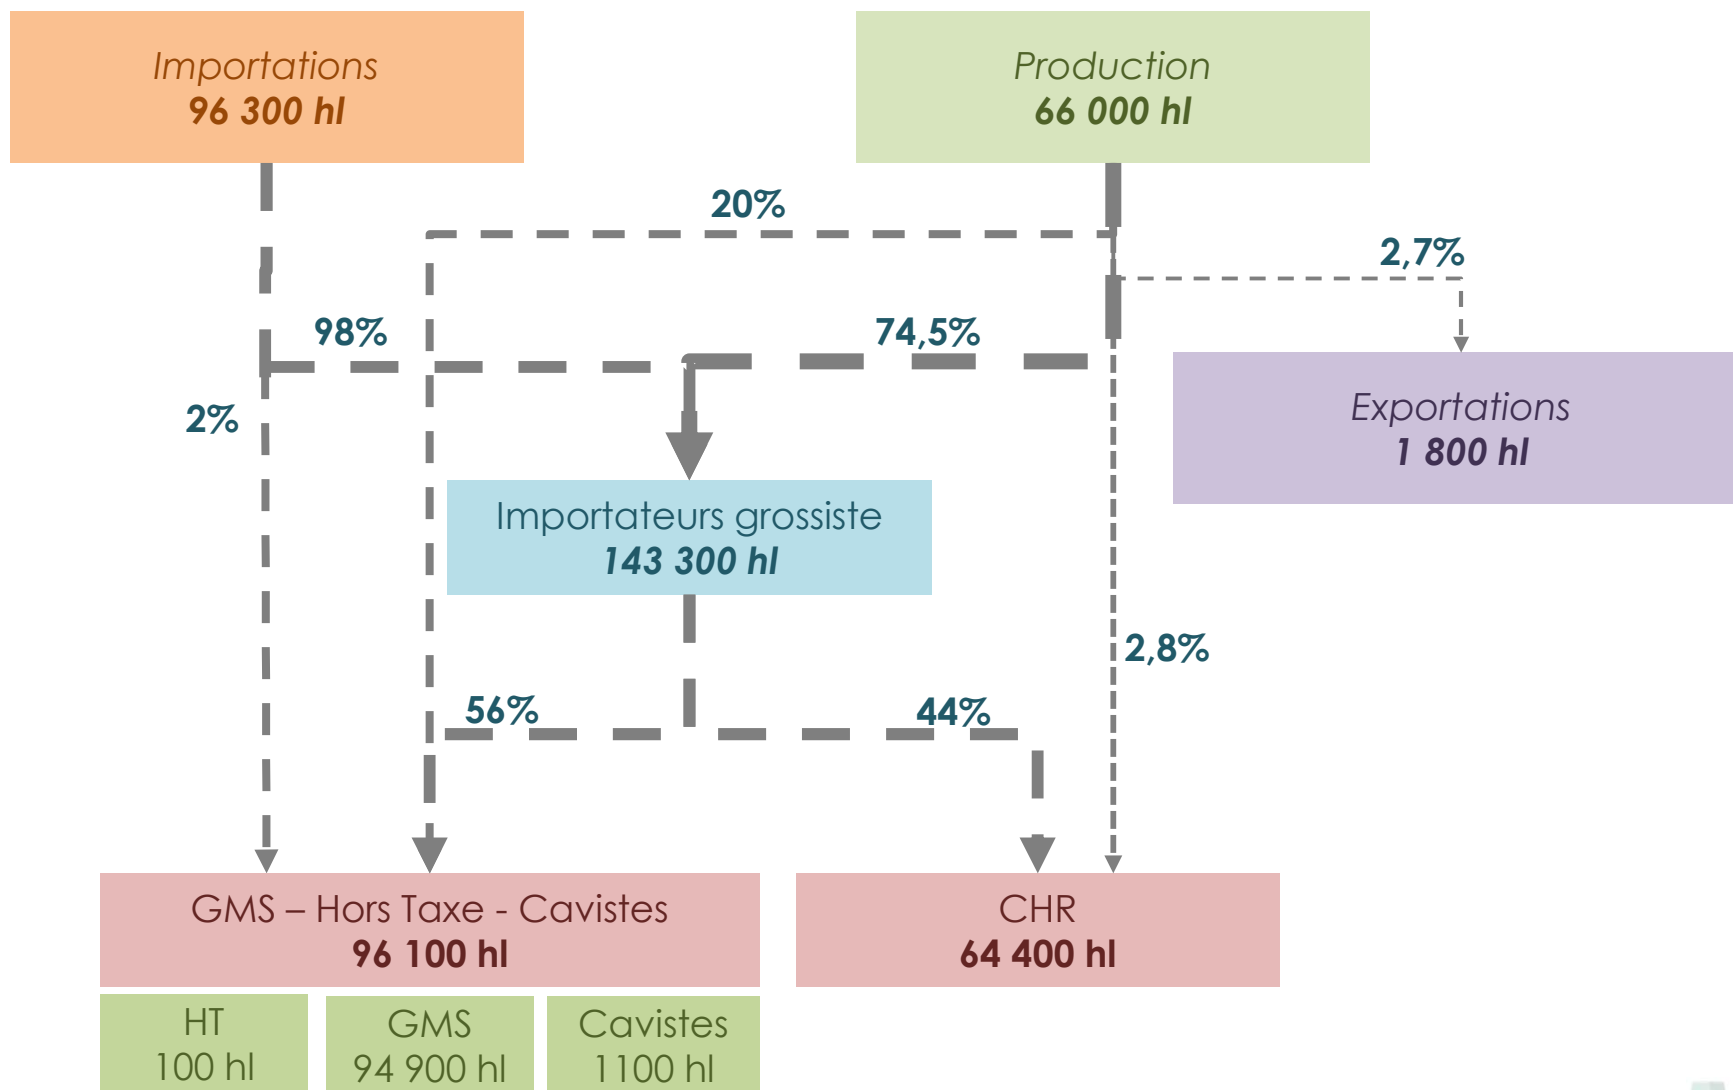 Importations
96 300 hl
Production
66 000 hl
20%
2,7%
98%
74,5%
2%
Exportations
1 800 hl
Importateurs grossiste
143 300 hl
2,8%
56%
44%
GMS – Hors Taxe - Cavistes
96 100 hl
CHR
64 400 hl
HT
100 hl
GMS
94 900 hl
Cavistes
1100 hl